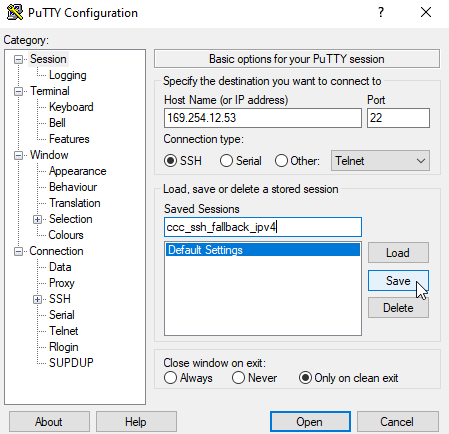 PuTTY Configuration
? ×
Category:
Session
Logging
Terminal
Keyboard
Bell
Features
Window
Appearance
Behaviour
Translation
Selection
Colours
Connection
Data
Proxy
SSH
Serial
Telnet
Rlogin
SUPDUP
Basic options for your PuTTY session
Specify the destination you want to connect to
Host Name (or IP address) Port
169.254.12.53 22
Connection type:
SSH Serial Other: Telnet
Load, save or delete a stored session
Saved Sessions
ccc_ssh_fallback_ipv4
Default Settings
Load
Save
Delete
Close window on exit:
Always Never Only on clean exit
About Help Open Cancel